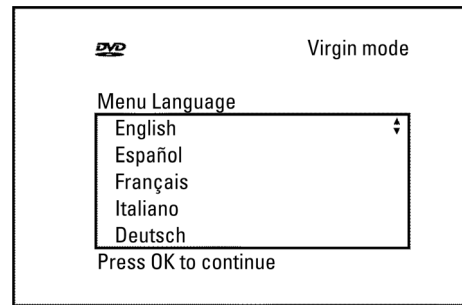 DVD
Virgin mode
Menu Language
English
Español
Français
Italiano
Deutsch
Press OK to continue